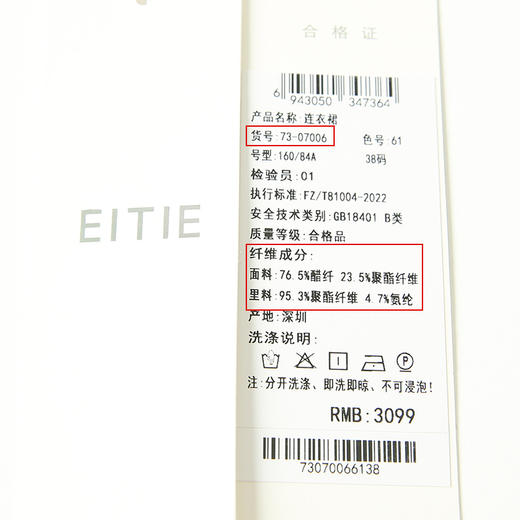 合格证
6 943050 347364
产品名称:连衣裙
货号:73-07006 色号:61
号型:160/84A 38码
检验员:01
执行标准:FZ/T81004-2022
安全技术类别:GB18401 B类
质量等级:合格品
纤维成分:
面料:76.5%醋纤 23.5%聚酯纤维
里料:95.3%聚酯纤维 4.7%氨纶
产地:深圳
洗涤说明:
P
注:分开洗涤、即洗即晾、不可浸泡!
RMB:3099
73070066138
EITIE